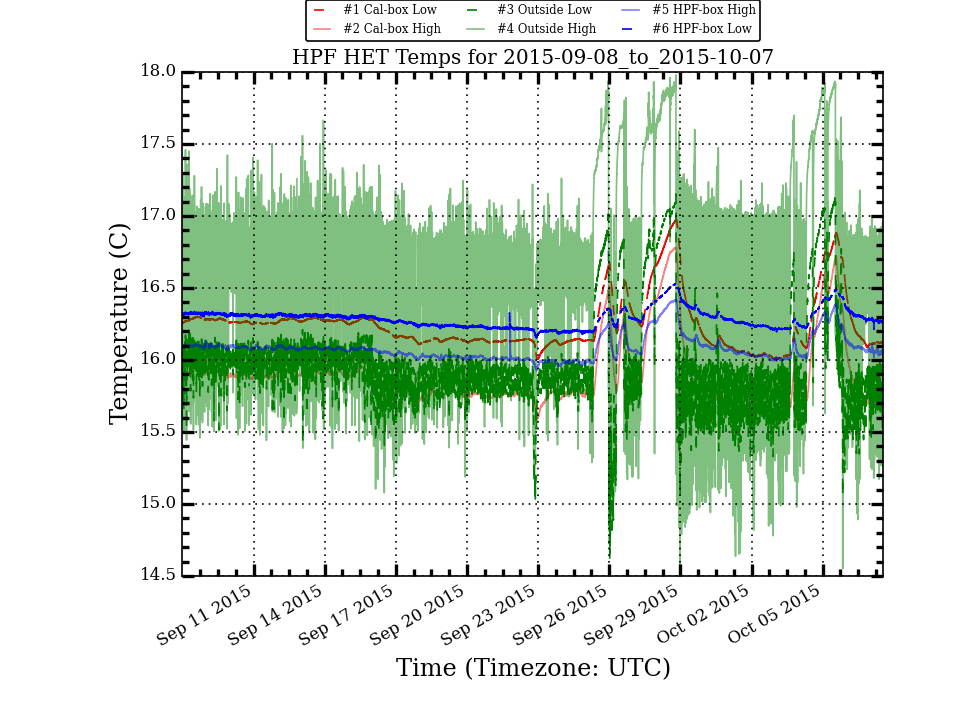 #1 Cal-box Low #3 Outside Low #5 HPF-box High
#2 Cal-box High #4 Outside High #6 HPF-box Low
HPF HET Temps for 2015-09-08_to_2015-10-07
18.0
17.5
17.0
16.5
16.0
15.5
15.0
14.5
Temperature (C)
Sep 11 2015
Sep 14 2015
Sep 17 2015
Sep 20 2015
Sep 23 2015
Sep 26 2015
Sep 29 2015
Oct 02 2015
Oct 05 2015
Time (Timezone: UTC)